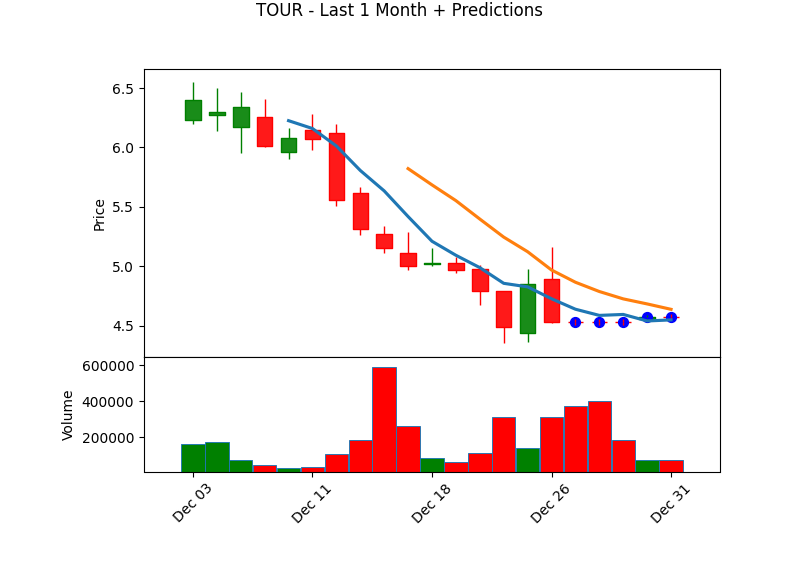 TOUR - Last 1 Month + Predictions
6.5
6.0
5.5
5.0
4.5
Price
600000
400000
200000
Volume
Dec 03
Dec 11
Dec 18
Dec 26
Dec 31